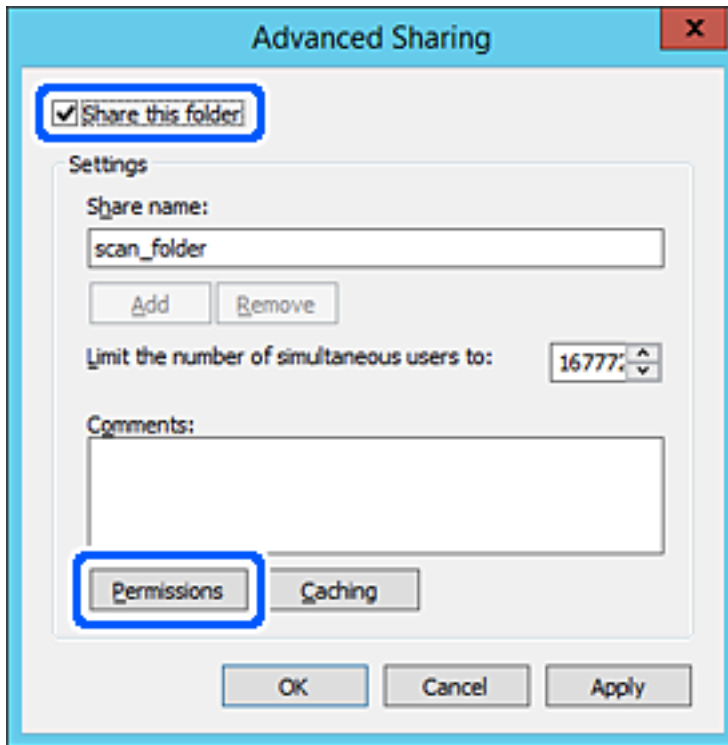 Advanced Sharing
Share this folder
Settings
Share name:
scan_folder
Add Remove
Limit the number of simultaneous users to:
Comments:
Permissions Caching
OK Cancel Apply